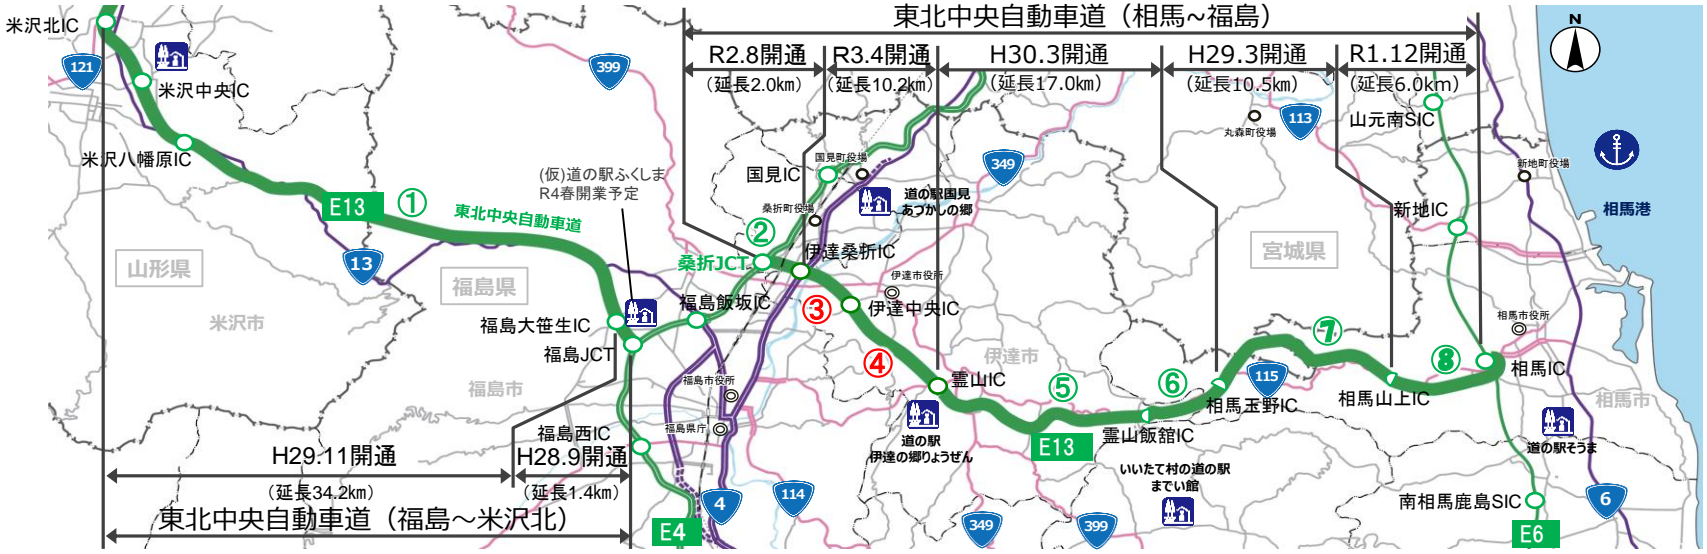 東北中央自動車道（相馬~福島）
R2.8開通
（延長2.0km）
R3.4開通
（延長10.2km）
H30.3開通
（延長17.0km）
H29.3開通
（延長10.5km）
R1.12開通
（延長6.0km）
N
米沢北IC
121
米沢中央IC
米沢八幡原IC
399
E13
①
東北中央自動車道
13
山形県
福島県
米沢市
(仮)道の駅ふくしま
R4春開業予定
国見IC
国見町役場
桑折町役場
道の駅国見
あつかしの郷
②
桑折JCT
伊達桑折IC
伊達市役所
③
伊達中央IC
④
349
丸森町役場
113
山元南SIC
新地町役場
相馬港
新地IC
宮城県
福島飯坂IC
福島大笹生IC
福島JCT
福島市
福島市役所
福島県庁
福島西IC
伊達市
霊山IC
⑤
⑥
⑦
⑧
115
相馬市役所
相馬IC
相馬玉野IC
相馬山上IC
相馬市
E13
霊山飯舘IC
道の駅
伊達の郷りょうぜん
いいたて村の道の駅
までい館
道の駅そうま
南相馬鹿島SIC
H29.11開通
（延長34.2km）
H28.9開通
（延長1.4km）
東北中央自動車道（福島～米沢北）
E4
4
114
349
399
E6
6